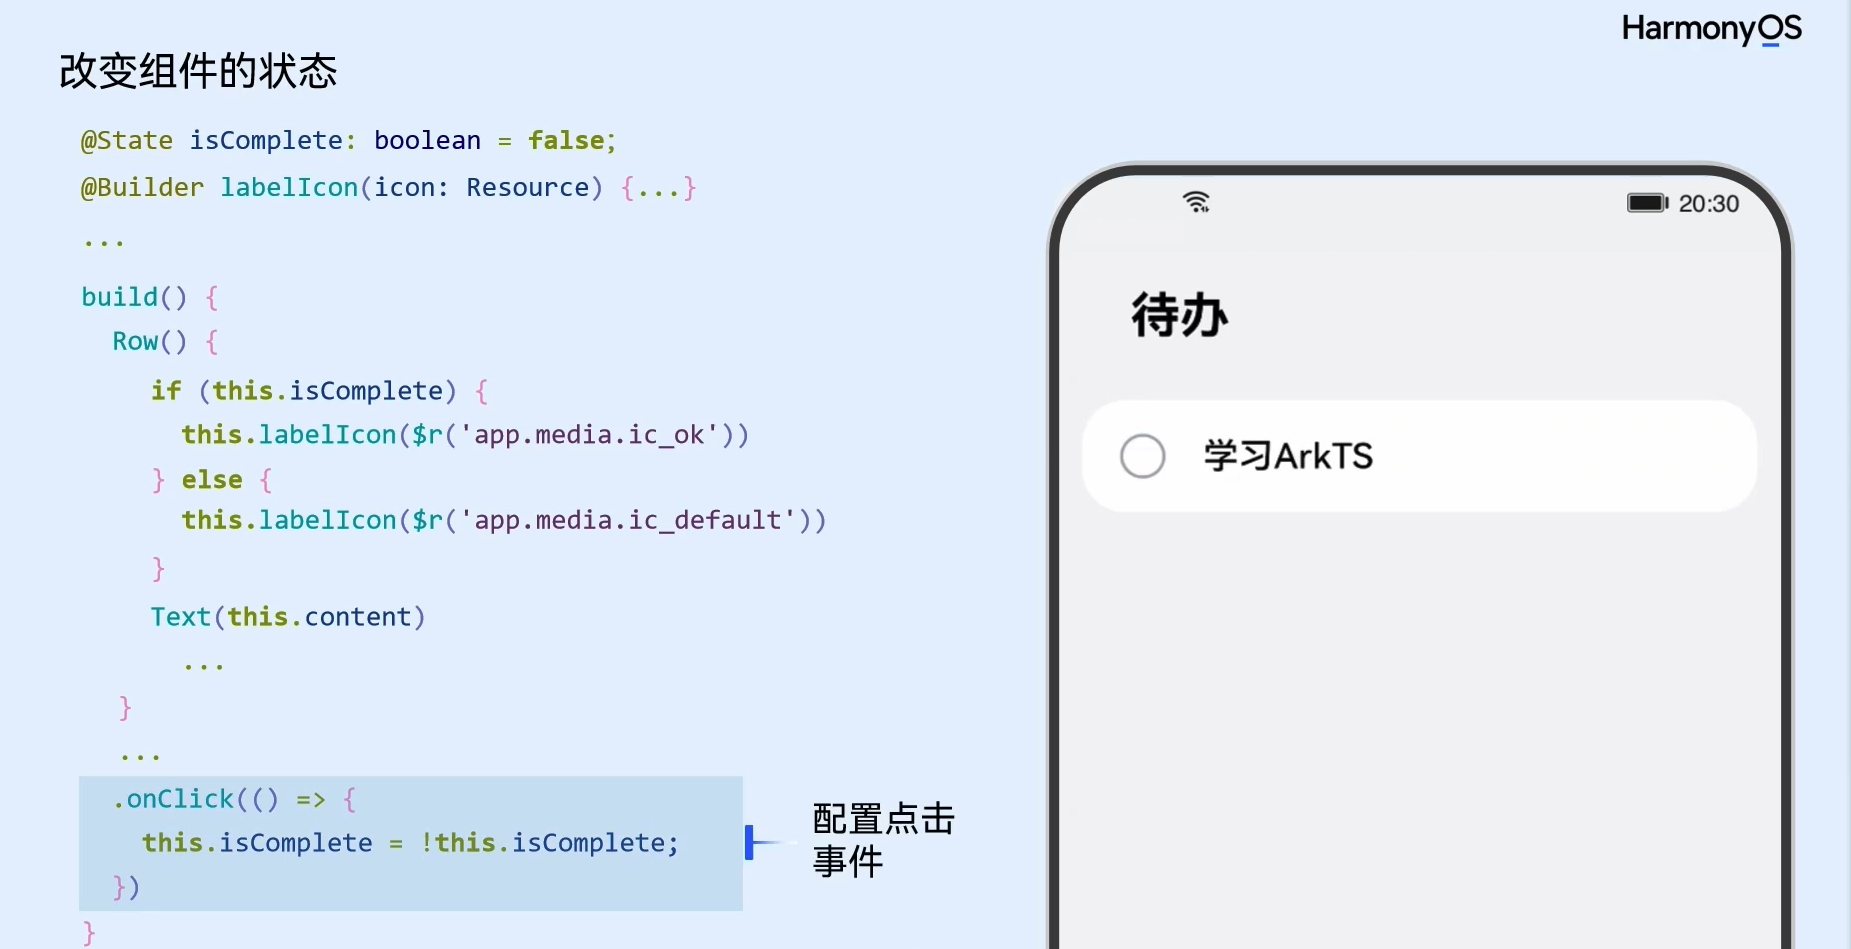 HarmonyOS
改变组件的状态
@State isComplete: boolean = false;
@Builder labelIcon(icon: Resource) {...}
...
build() {
Row() {
if (this.isComplete) {
this.labelIcon($r('app.media.ic_ok'))
} else {
this.labelIcon($r('app.media.ic_default'))
}
Text(this.content)
...
}
...
.onClick(() => {
this.isComplete = !this.isComplete;
})
}
配置点击
事件
20:30
待办
学习ArkTS